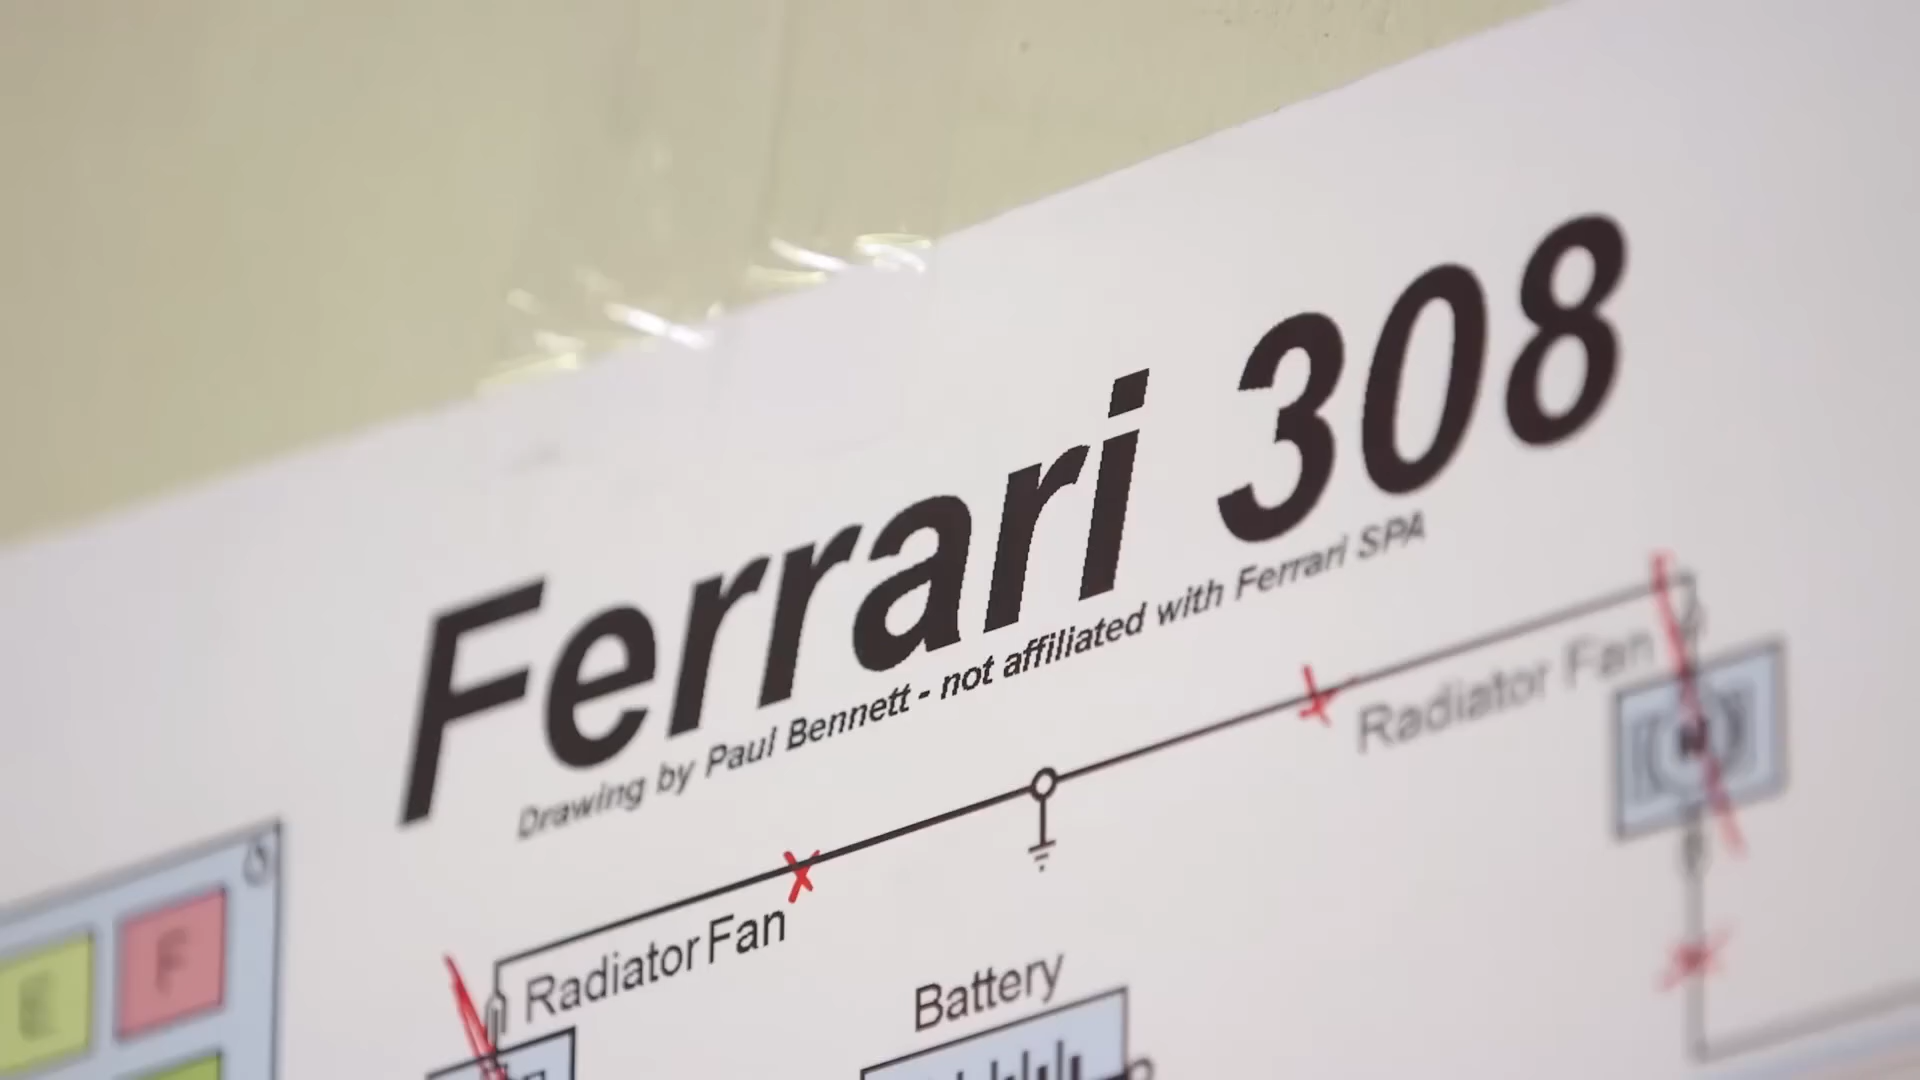 Ferrari 308
Drawing by Paul Bennett - not affiliated with Ferrari SPA
Radiator Fan
Radiator Fan
Battery
E
F